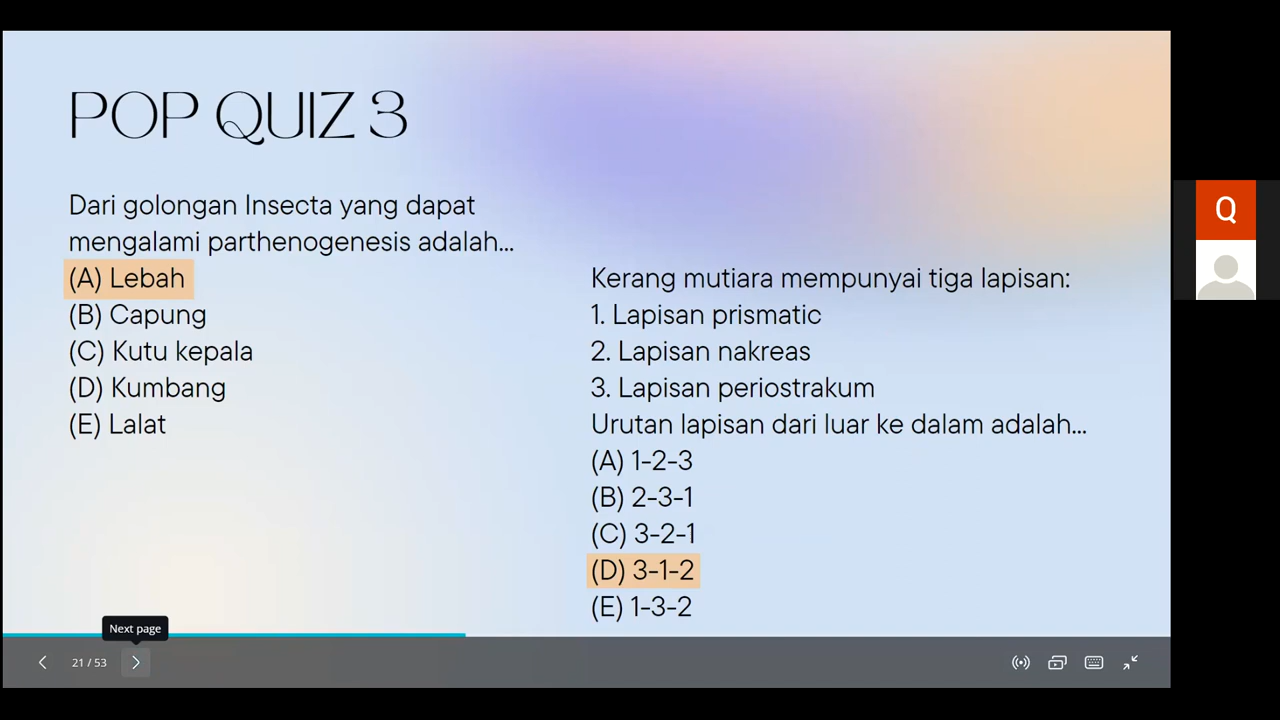 POP QUIZ 3
Dari golongan Insecta yang dapat
mengalami parthenogenesis adalah...
(A) Lebah
(B) Capung
(C) Kutu kepala
(D) Kumbang
(E) Lalat
Kerang mutiara mempunyai tiga lapisan:
1. Lapisan prismatic
2. Lapisan nakreas
3. Lapisan periostrakum
Urutan lapisan dari luar ke dalam adalah...
(A) 1-2-3
(B) 2-3-1
(C) 3-2-1
(D) 3-1-2
(E) 1-3-2
Q
Next page
21 / 53